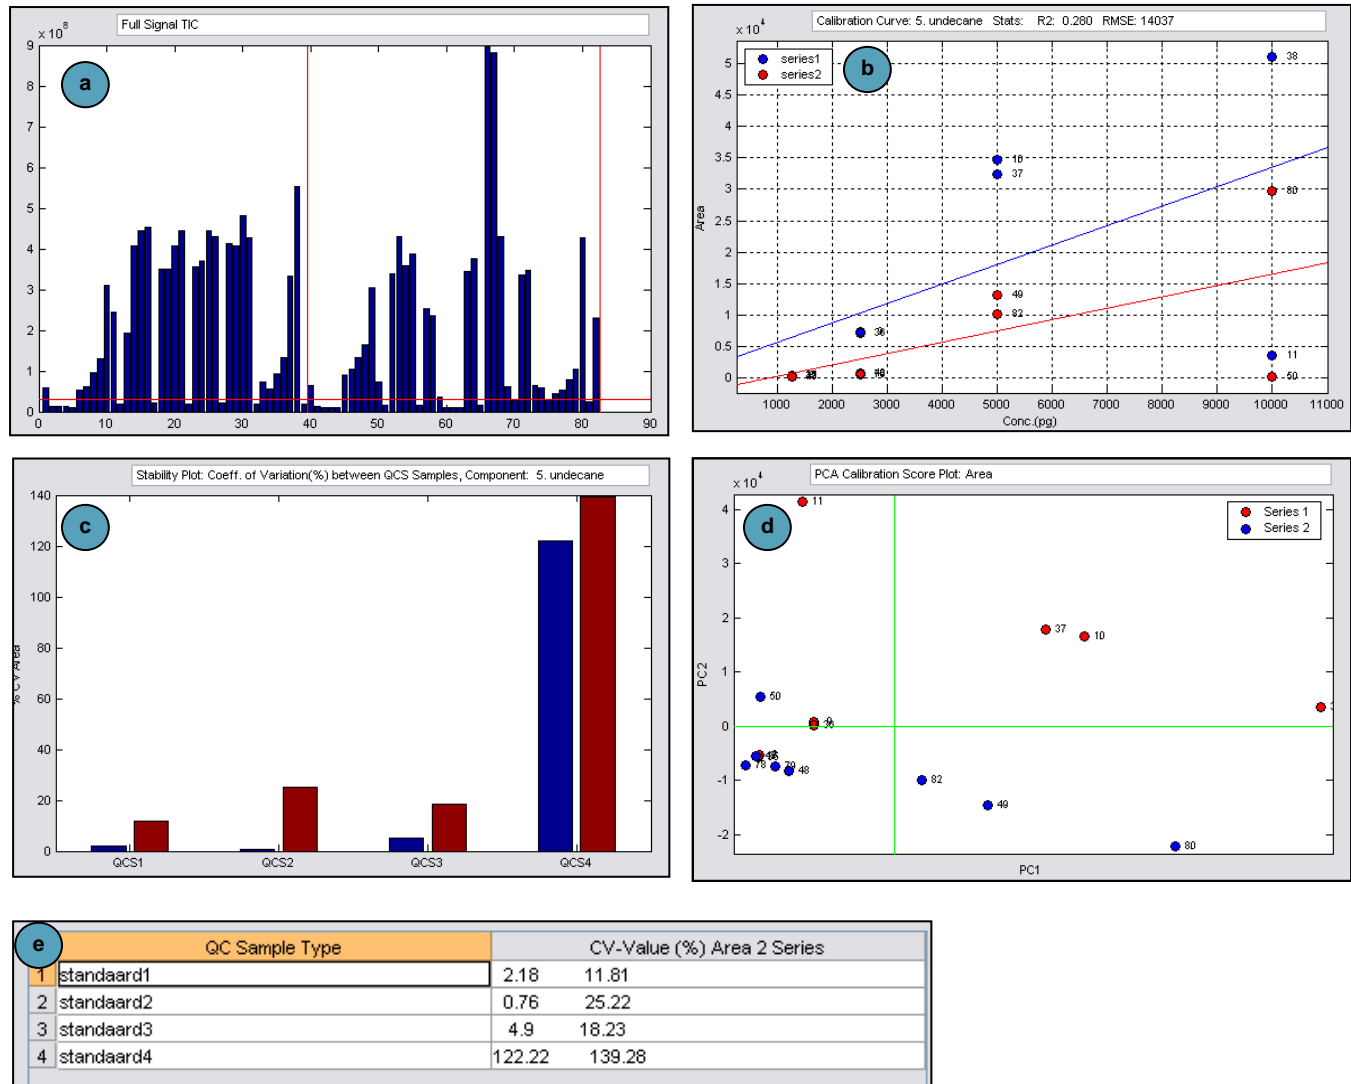 Full Signal TIC
x 10^8
a
9
8
7
6
5
4
3
2
1
0
0 10 20 30 40 50 60 70 80 90
Calibration Curve: 5. undecane Stats: R2: 0.280 RMSE: 14037
x 10^4
series1
series2
b
5
4.5
4
3.5
3
2.5
2
1.5
1
0.5
0
Area
38
37
80
49
82
11
50
1000 2000 3000 4000 5000 6000 7000 8000 9000 10000 11000
Conc.(pg)
Stability Plot: Coeff. of Variation(%) between QCS Samples, Component: 5. undecane
c
140
120
100
80
60
40
20
0
% CV Area
QCS1 QCS2 QCS3 QCS4
PCA Calibration Score Plot: Area
x 10^4
d
Series 1
Series 2
4
3
2
1
0
-1
-2
PC2
11
37
10
50
78
79
48
82
49
80
PC1
e
QC Sample Type CV-Value (%) Area 2 Series
1 standaard1 2.18 11.81
2 standaard2 0.76 25.22
3 standaard3 4.9 18.23
4 standaard4 122.22 139.28